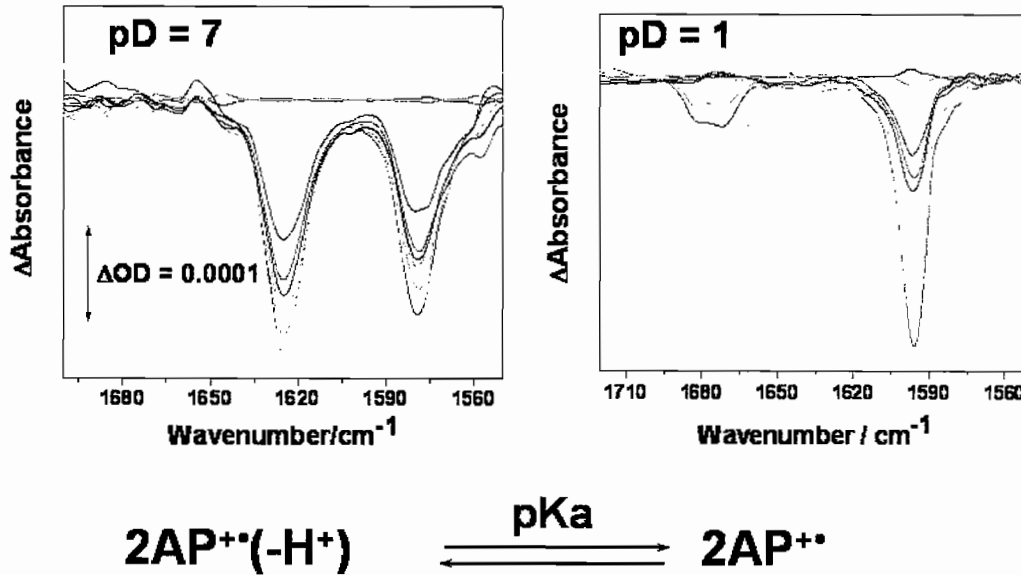 pD = 7
ΔAbsorbance
ΔOD = 0.0001
1680 1650 1620 1590 1560
Wavenumber/cm⁻¹
pD = 1
ΔAbsorbance
1710 1680 1650 1620 1590 1560
Wavenumber / cm⁻¹
pKa
2AP⁺•(-H⁺) 2AP⁺•